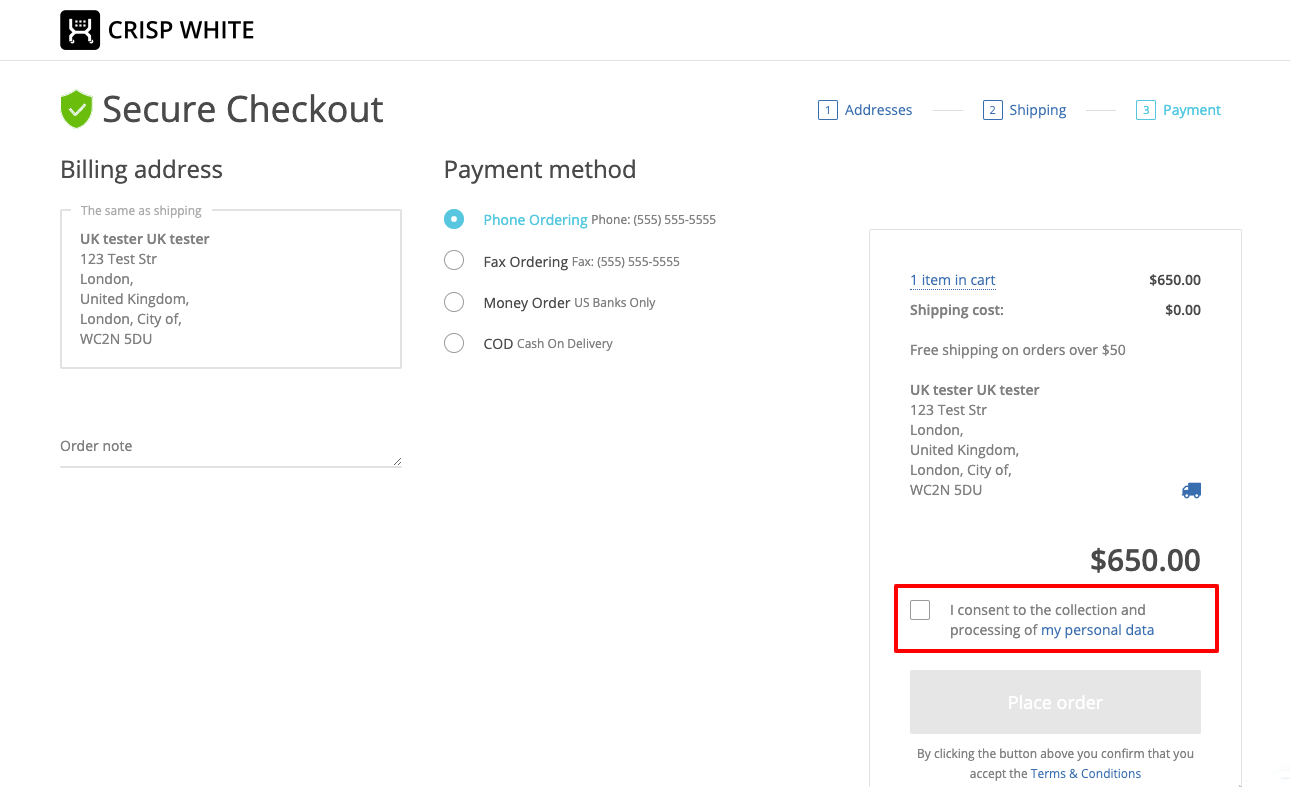 CRISP WHITE
Secure Checkout
1 Addresses
2 Shipping
3 Payment
Billing address
The same as shipping
UK tester UK tester
123 Test Str
London,
United Kingdom,
London, City of,
WC2N 5DU
Order note
Payment method
Phone Ordering Phone: (555) 555-5555
Fax Ordering Fax: (555) 555-5555
Money Order US Banks Only
COD Cash On Delivery
1 item in cart $650.00
Shipping cost: $0.00
Free shipping on orders over $50
UK tester UK tester
123 Test Str
London,
United Kingdom,
London, City of,
WC2N 5DU
$650.00
I consent to the collection and
processing of my personal data
Place order
By clicking the button above you confirm that you
accept the Terms & Conditions